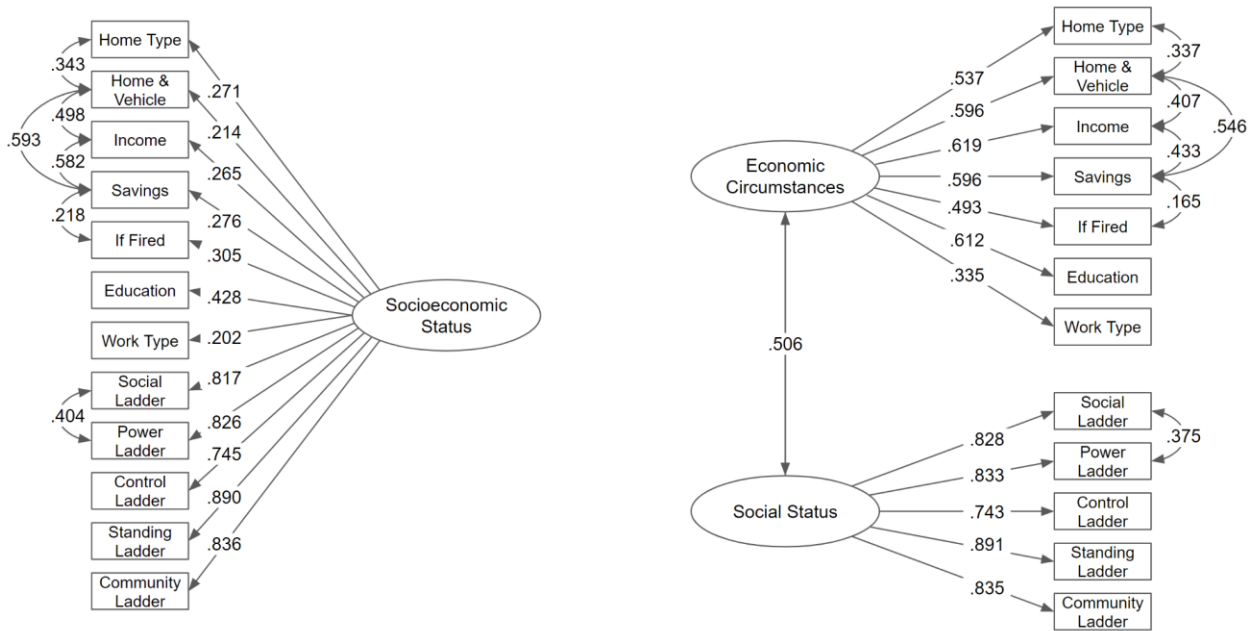 Home Type
.343
Home &
Vehicle
.271
.498
.593
Income
.214
.582
.265
Savings
.218
.276
If Fired
.305
Education
.428
Socioeconomic
Status
Work Type
.202
Social
Ladder
.817
.404
Power
Ladder
.826
.745
Control
Ladder
.890
Standing
Ladder
.836
Community
Ladder
Home Type
.337
.537
Home &
Vehicle
.596
.407
.619
Income
.546
Economic
Circumstances
.433
.596
Savings
.493
.165
If Fired
.612
Education
.335
Work Type
.506
Social
Ladder
.828
.375
Power
Ladder
.833
Social Status
.743
Control
Ladder
.891
Standing
Ladder
.835
Community
Ladder